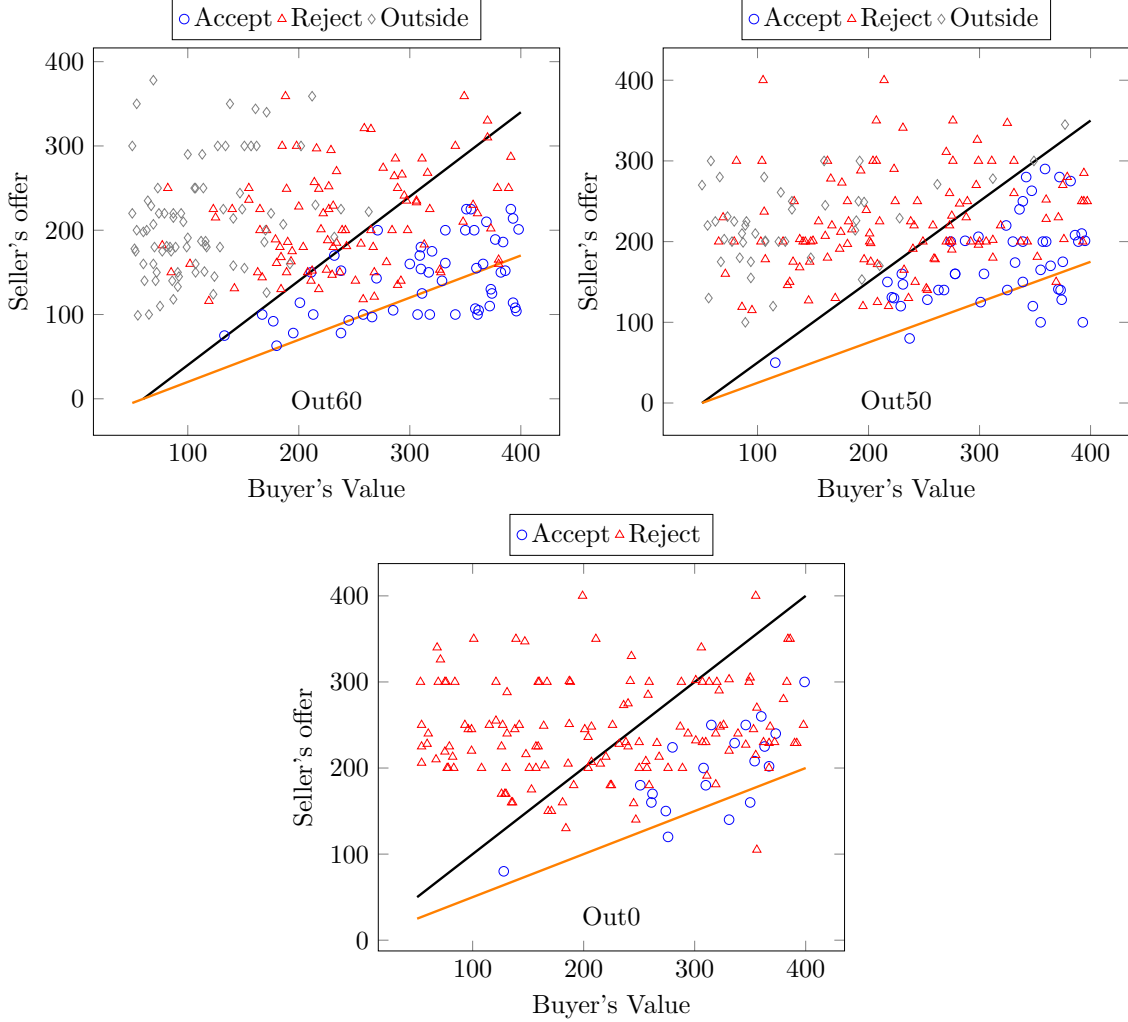 Accept Reject Outside
400
300
200
100
0
100 200 300 400
Seller's offer
Buyer's Value
Out60
Accept Reject Outside
400
300
200
100
0
100 200 300 400
Seller's offer
Buyer's Value
Out50
Accept Reject
400
300
200
100
0
100 200 300 400
Seller's offer
Buyer's Value
Out0